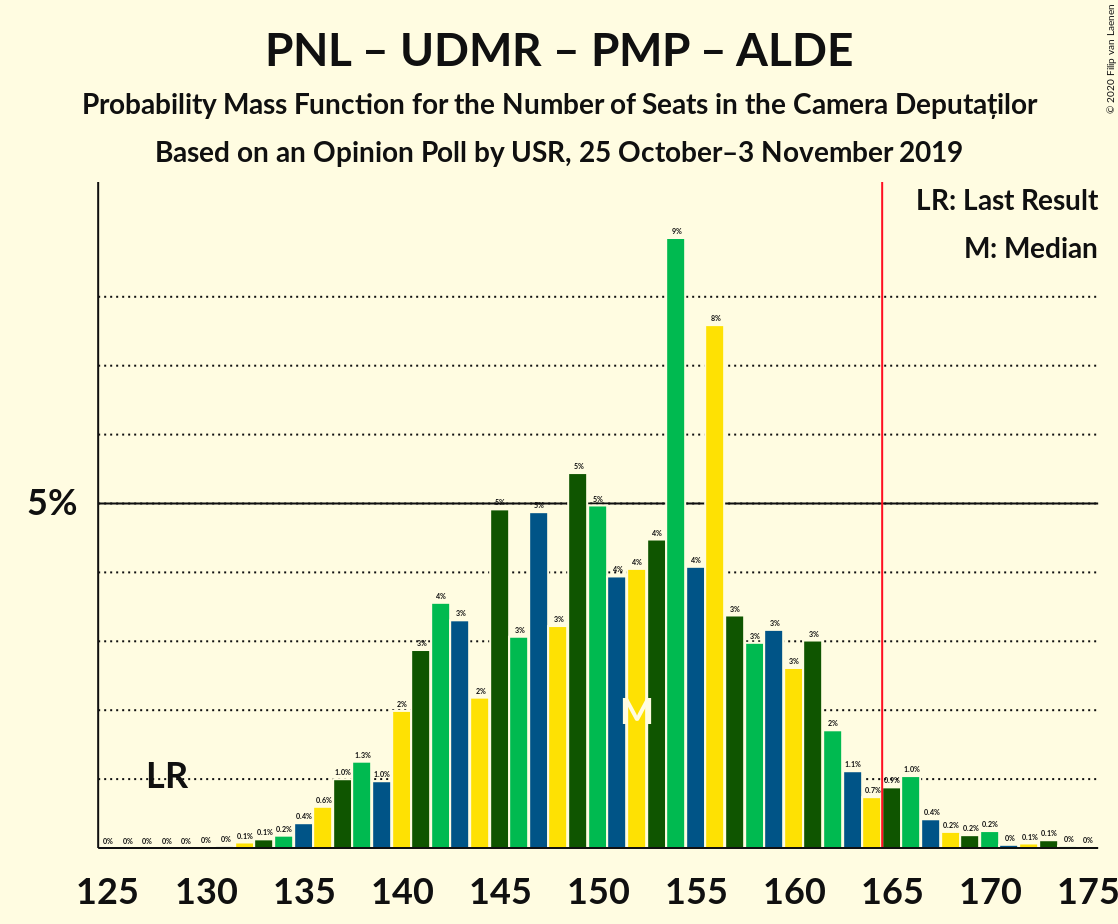 PNL – UDMR – PMP – ALDE
Probability Mass Function for the Number of Seats in the Camera Deputaților
Based on an Opinion Poll by USR, 25 October–3 November 2019
© 2020 Filip van Laenen
LR: Last Result
M: Median
5%
LR
M
0% 0% 0% 0% 0% 0% 0% 0.1% 0.1% 0.2% 0.4% 0.6% 1.0% 1.3% 1.0% 2% 3% 4% 3% 2% 5% 3% 5% 3% 5% 5% 4% 4% 4% 9% 4% 8% 3% 3% 3% 3% 3% 2% 1.1% 0.7% 0.9% 1.0% 0.4% 0.2% 0.2% 0.2% 0% 0.1% 0.1% 0% 0%
125 130 135 140 145 150 155 160 165 170 175